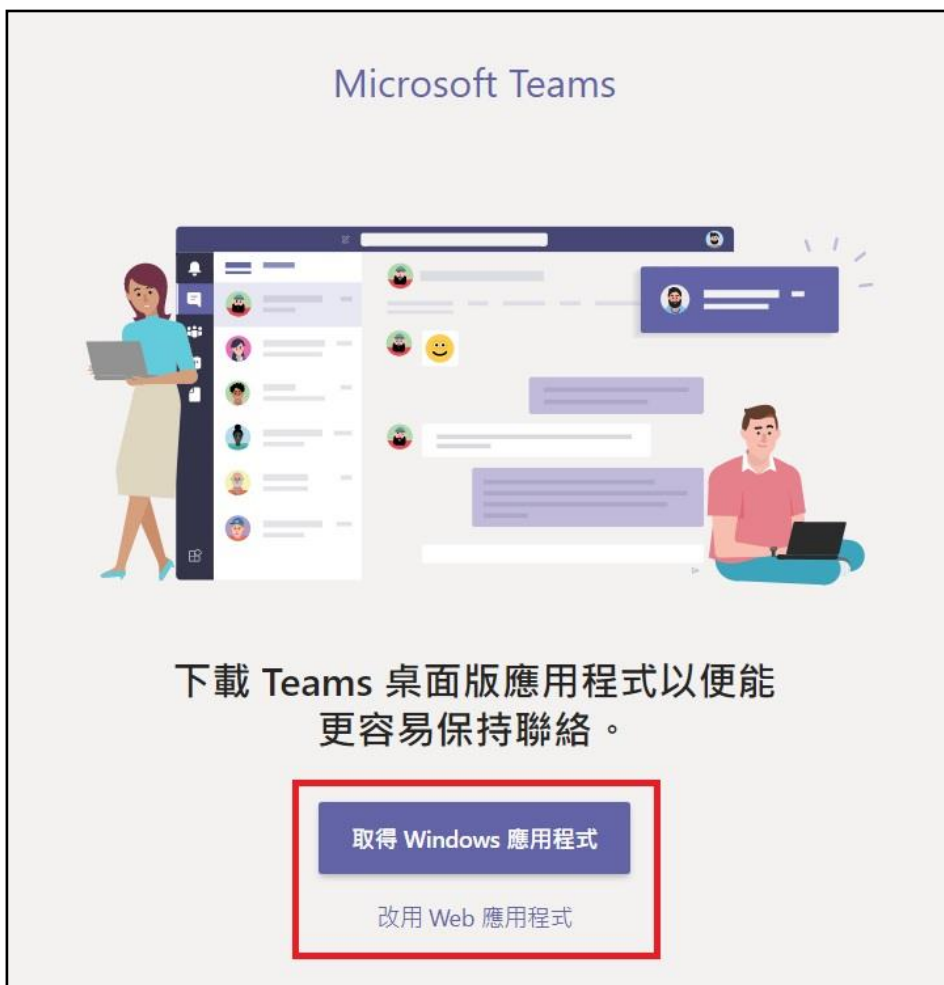 Microsoft Teams
下載 Teams 桌面版應用程式以便能
更容易保持聯絡。
取得 Windows 應用程式
改用 Web 應用程式